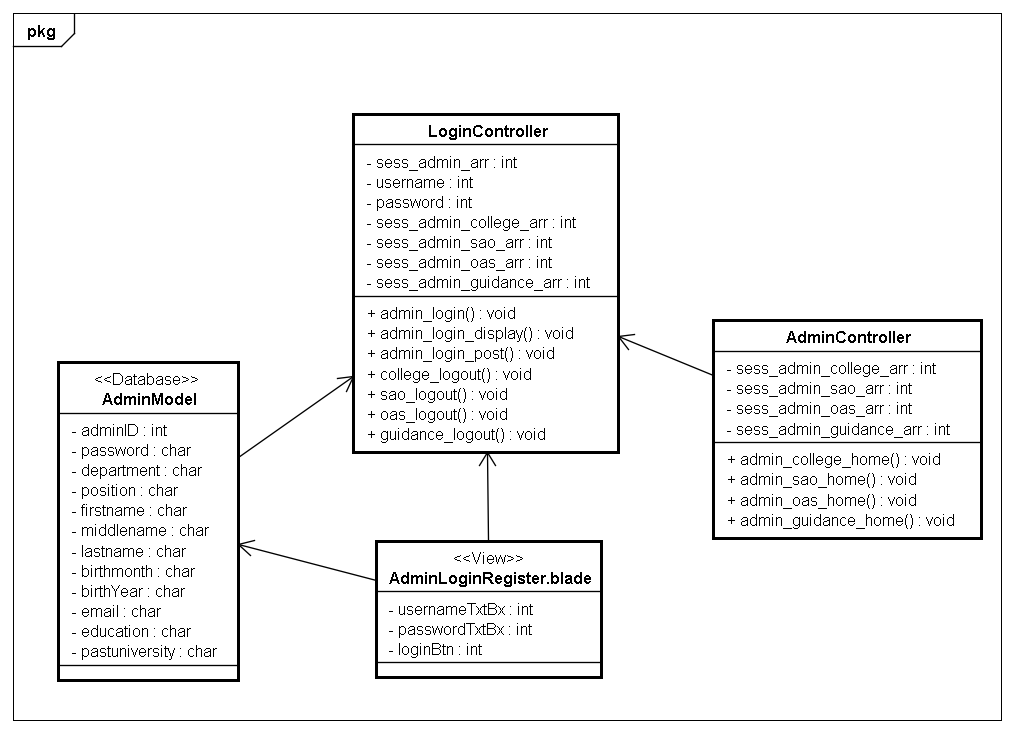 pkg
LoginController
- sess_admin_arr : int
- username : int
- password : int
- sess_admin_college_arr : int
- sess_admin_sao_arr : int
- sess_admin_oas_arr : int
- sess_admin_guidance_arr : int
+ admin_login() : void
+ admin_login_display() : void
+ admin_login_post() : void
+ college_logout() : void
+ sao_logout() : void
+ oas_logout() : void
+ guidance_logout() : void
AdminController
- sess_admin_college_arr : int
- sess_admin_sao_arr : int
- sess_admin_oas_arr : int
- sess_admin_guidance_arr : int
+ admin_college_home() : void
+ admin_sao_home() : void
+ admin_oas_home() : void
+ admin_guidance_home() : void
<<Database>>
AdminModel
- adminID : int
- password : char
- department : char
- position : char
- firstname : char
- middlename : char
- lastname : char
- birthmonth : char
- birthYear : char
- email : char
- education : char
- pastuniversity : char
<<View>>
AdminLoginRegister.blade
- usernameTxtBx : int
- passwordTxtBx : int
- loginBtn : int